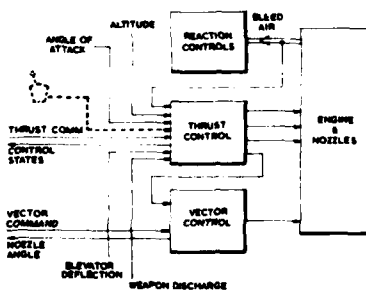 BLEED
AIR
ALTITUDE
ANGLE OF
ATTACK
REACTION
CONTROLS
THRUST COMM
CONTROL
STATES
THRUST
CONTROL
ENGINE
&
NOZZLES
VECTOR
COMMAND
NOZZLE
ANGLE
VECTOR
CONTROL
ELEVATOR
DEFLECTION
WEAPON DISCHARGE